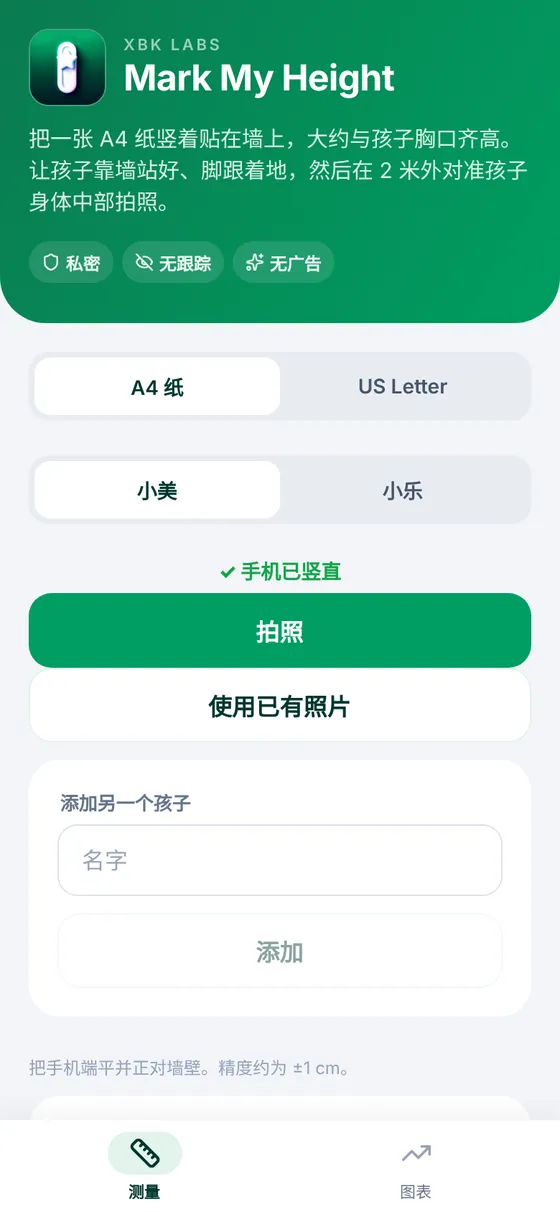 XBK LABS
Mark My Height
把一张 A4 纸竖着贴在墙上，大约与孩子胸口齐高。
让孩子靠墙站好、脚跟着地，然后在 2 米外对准孩子
身体中部拍照。
私密
无跟踪
无广告
A4 纸
US Letter
小美
小乐
手机已竖直
拍照
使用已有照片
添加另一个孩子
名字
添加
把手机端平并正对墙壁。精度约为 ±1 cm。
测量
图表